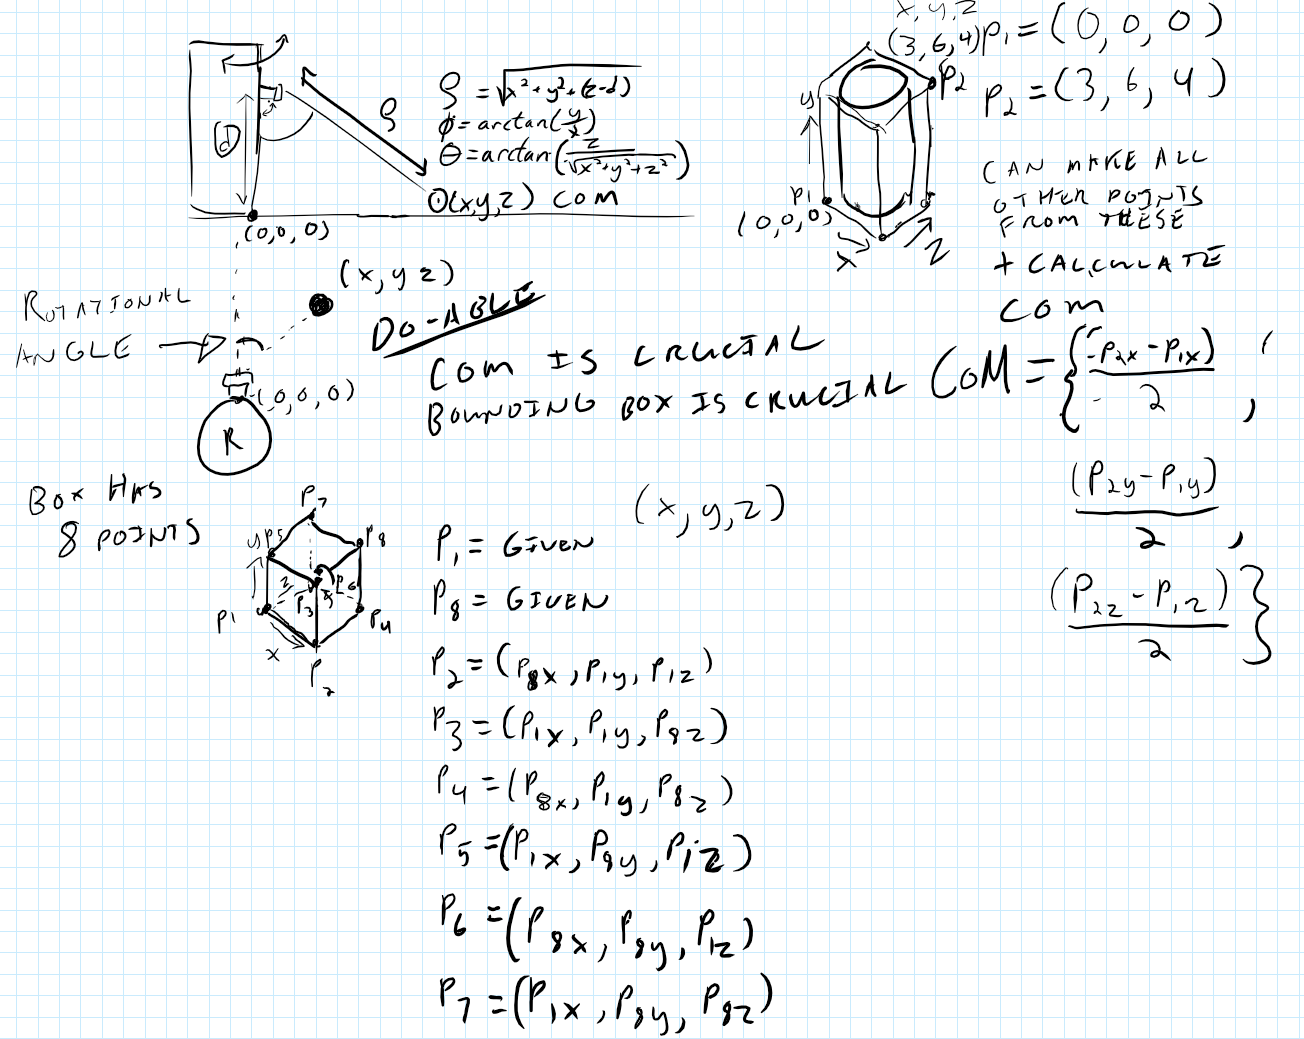 ρ = √x²+y²+(z-d)
ϕ = arctan(y/x)
θ = arctan(z/√x²+y²+z²)
(x,y,z) COM
d
ρ
(0,0,0)
x, y, z
(3,6,4)
P2
y
P1
(0,0,0)
x
z
P1 = (0, 0, 0)
P2 = (3, 6, 4)
CAN MAKE ALL
OTHER POINTS
FROM THESE
+ CALCULATE
COM
ROTATIONAL
ANGLE
(x, y z)
(0,0,0)
R
DO-ABLE
COM IS CRUCIAL
BOUNDING BOX IS CRUCIAL
COM = {(P2x - P1x)/2,
(P2y - P1y)/2,
(P2z - P1z)/2}
BOX HAS
8 POINTS
P7
y P5
P8
z
P3
P6
P1
P4
x
P2
(x, y, z)
P1 = GIVEN
P8 = GIVEN
P2 = (P8x, P1y, P1z)
P3 = (P1x, P1y, P8z)
P4 = (P8x, P1y, P8z)
P5 = (P1x, P8y, P1z)
P6 = (P8x, P8y, P1z)
P7 = (P1x, P8y, P8z)